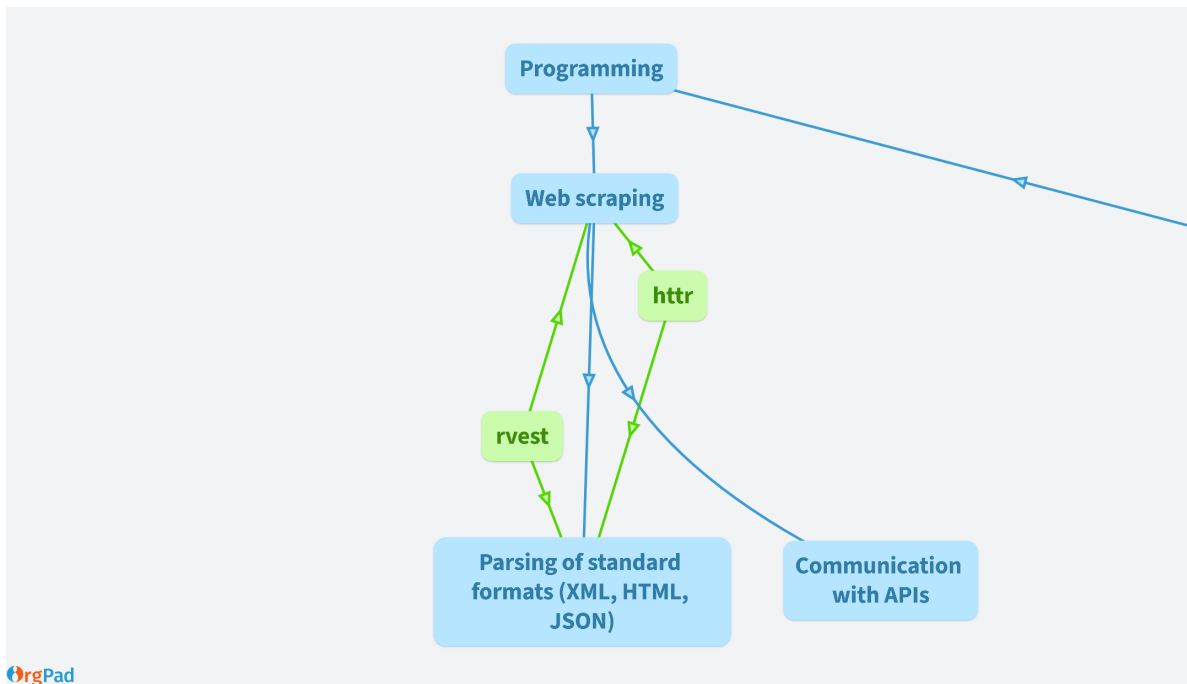 Programming
Web scraping
httr
rvest
Parsing of standard
formats (XML, HTML,
JSON)
Communication
with APIs
OrgPad